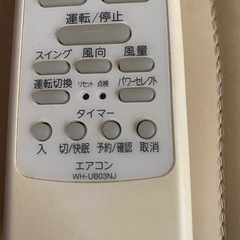 運転/停止
スイング 風向 風量
運転切換 リセット 点検 パワーセレクト
タイマー
入 切/快眠 予約/確認 取消
エアコン
WH-UB03NJ